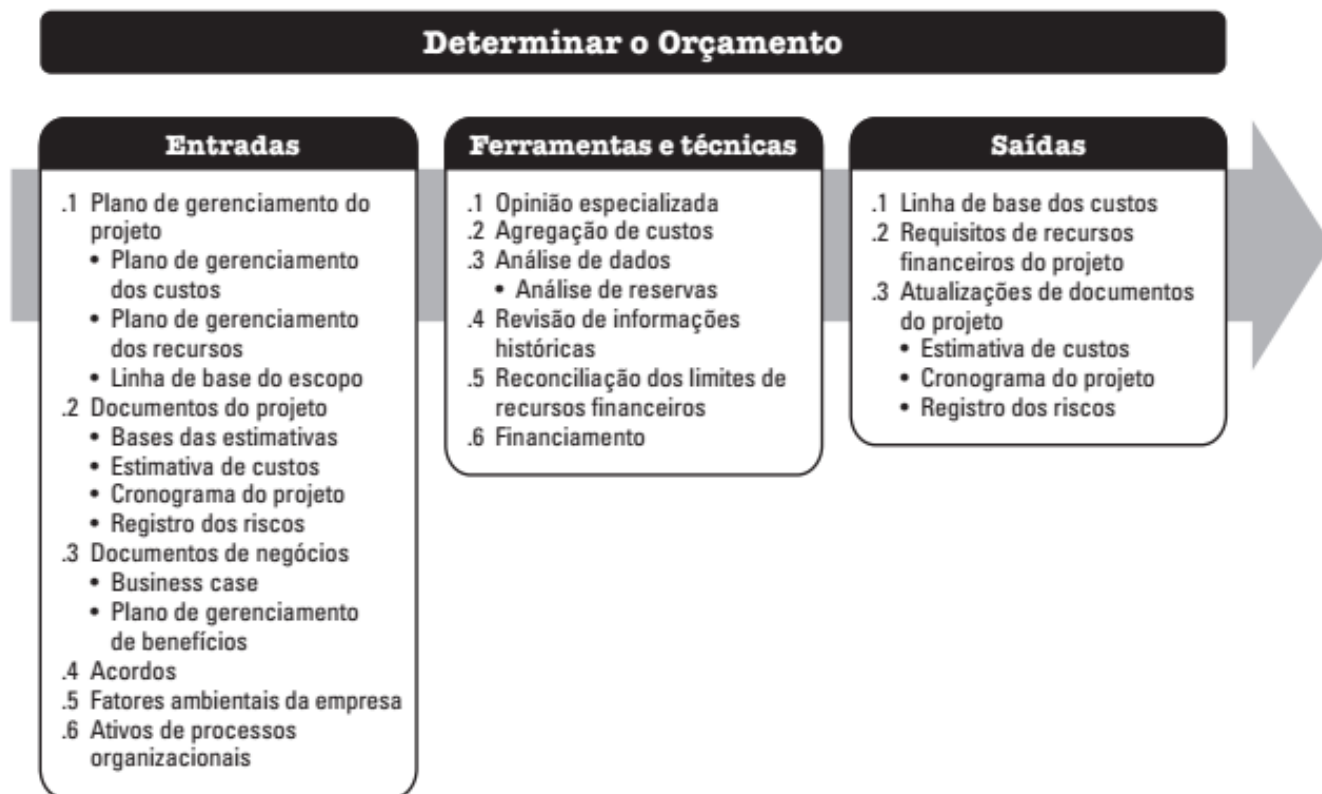 Determinar o Orçamento
Entradas
.1 Plano de gerenciamento do
projeto
• Plano de gerenciamento
dos custos
• Plano de gerenciamento
dos recursos
• Linha de base do escopo
.2 Documentos do projeto
• Bases das estimativas
• Estimativa de custos
• Cronograma do projeto
• Registro dos riscos
.3 Documentos de negócios
• Business case
• Plano de gerenciamento
de benefícios
.4 Acordos
.5 Fatores ambientais da empresa
.6 Ativos de processos
organizacionais
Ferramentas e técnicas
.1 Opinião especializada
.2 Agregação de custos
.3 Análise de dados
• Análise de reservas
.4 Revisão de informações
históricas
.5 Reconciliação dos limites de
recursos financeiros
.6 Financiamento
Saídas
.1 Linha de base dos custos
.2 Requisitos de recursos
financeiros do projeto
.3 Atualizações de documentos
do projeto
• Estimativa de custos
• Cronograma do projeto
• Registro dos riscos